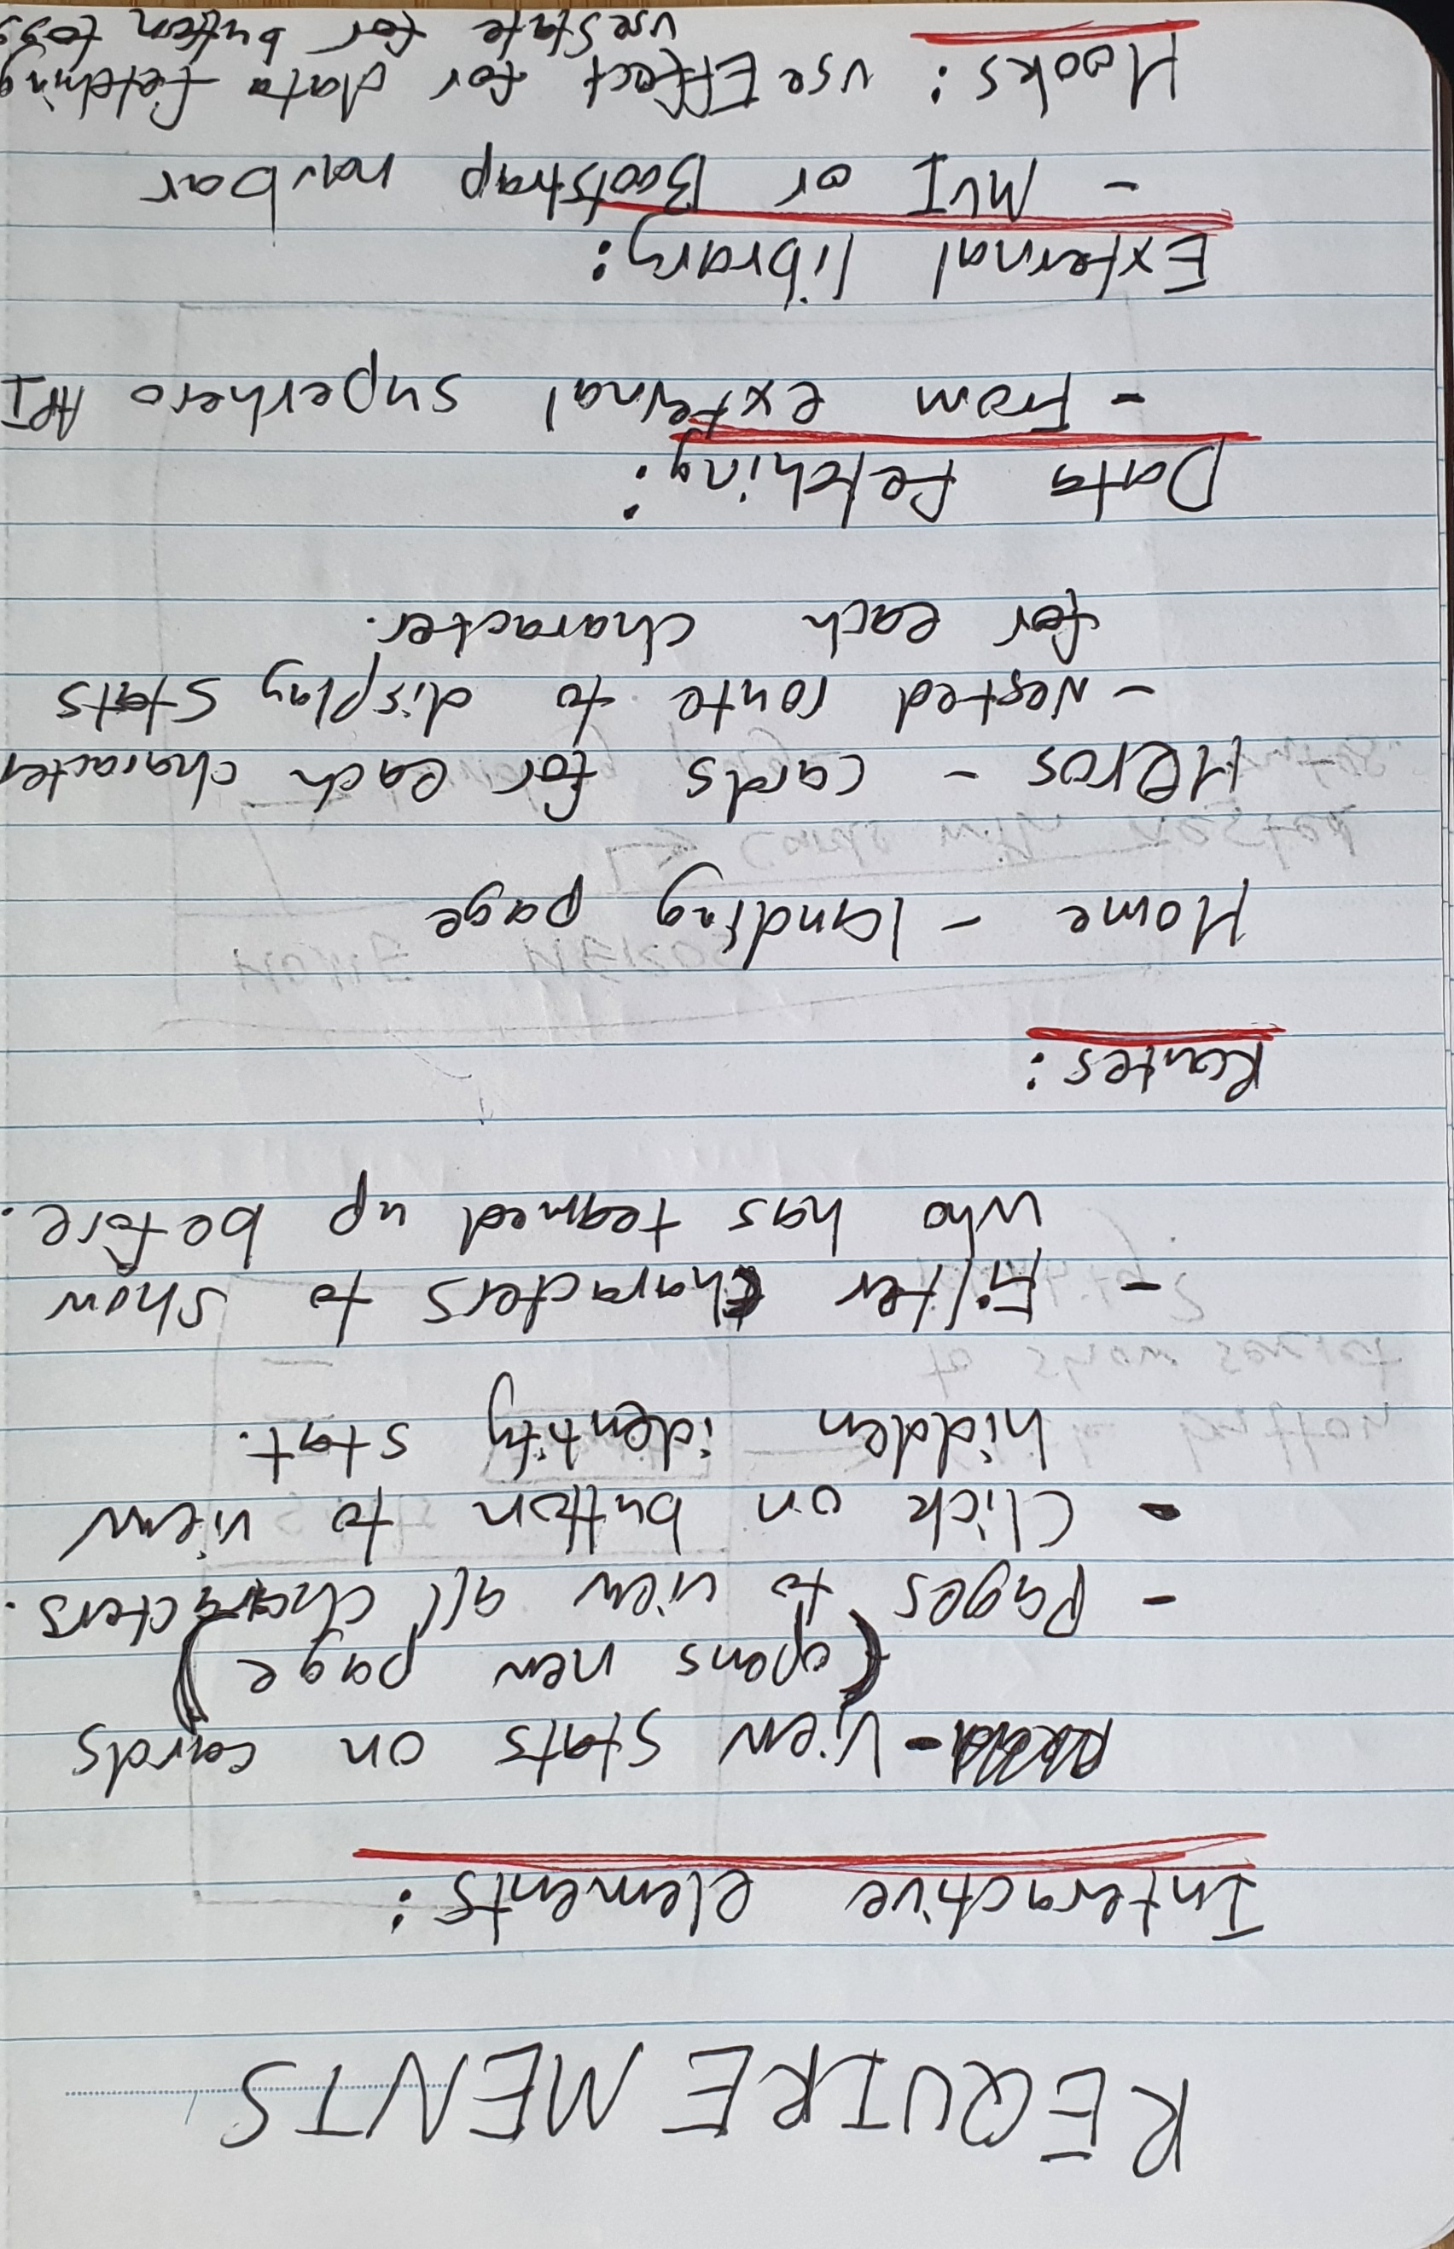 REQUIREMENTS
Interactive elements:
- View stats on cards
(opens new page)
- Pages to view all characters.
- Click on button to view
hidden identity stat.
- Filter characters to show
who has teamed up before.
Routes:
Home - landing page
Heros - cards for each character
- Nested route to display stats
for each character.
Data fetching:
- From external superhero API
External library:
- MUI or Bootstrap navbar
Hooks: useEffect for data fetching
useState for button